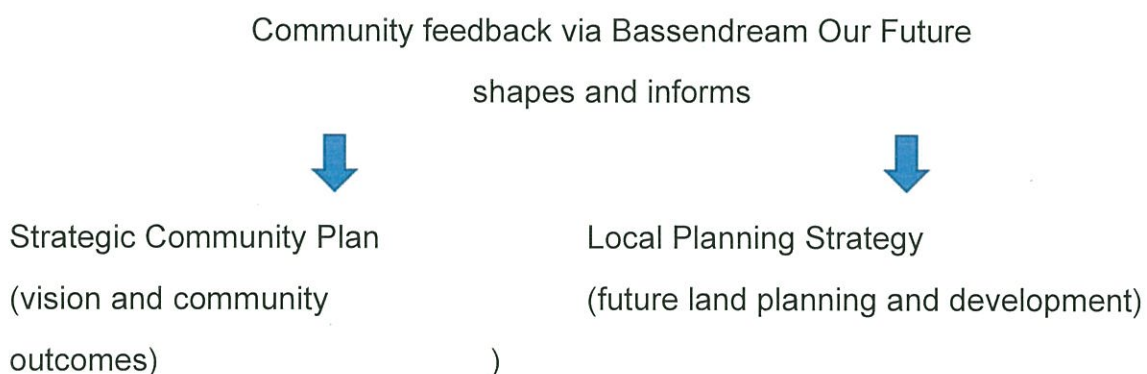 Community feedback via Bassendream Our Future
shapes and informs
Strategic Community Plan
(vision and community
outcomes) )
Local Planning Strategy
(future land planning and development)